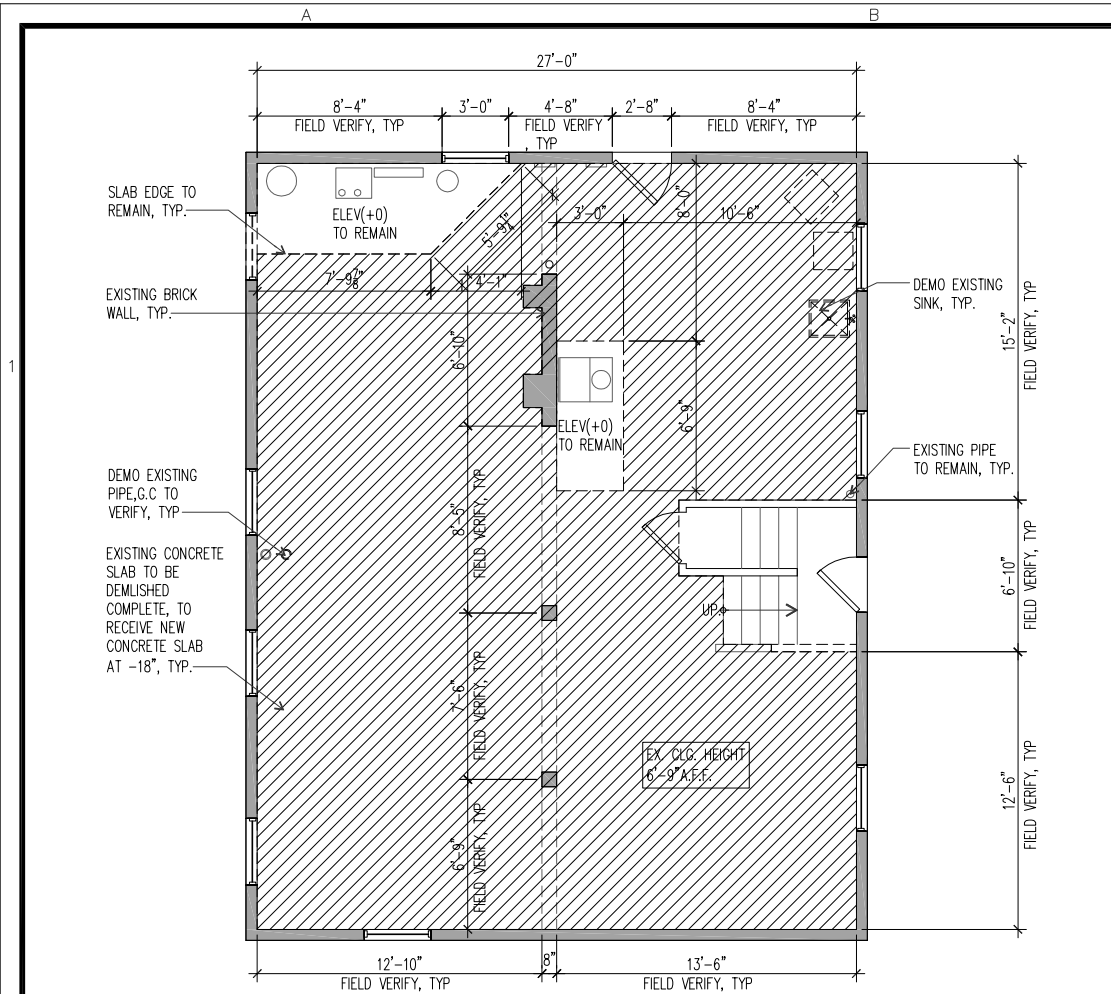 A
B
27'-0"
8'-4"
FIELD VERIFY, TYP
3'-0"
4'-8"
FIELD VERIFY
, TYP
2'-8"
8'-4"
FIELD VERIFY, TYP
SLAB EDGE TO
REMAIN, TYP.
ELEV(+0)
TO REMAIN
5'-9¼"
3'-0"
8'-0"
10'-6"
7'-9⅞"
4'-1"
EXISTING BRICK
WALL, TYP.
DEMO EXISTING
SINK, TYP.
15'-2"
FIELD VERIFY, TYP
1
6'-10"
6'-9"
ELEV(+0)
TO REMAIN
EXISTING PIPE
TO REMAIN, TYP.
DEMO EXISTING
PIPE,G.C TO
VERIFY, TYP
8'-5"
FIELD VERIFY, TYP
EXISTING CONCRETE
SLAB TO BE
DEMLISHED
COMPLETE, TO
RECEIVE NEW
CONCRETE SLAB
AT -18", TYP.
UP.
6'-10"
FIELD VERIFY, TYP
7'-6"
FIELD VERIFY, TYP
EX. CLG. HEIGHT
6'-9"A.F.F.
12'-6"
FIELD VERIFY, TYP
6'-9"
FIELD VERIFY, TYP
12'-10"
FIELD VERIFY, TYP
8"
13'-6"
FIELD VERIFY, TYP